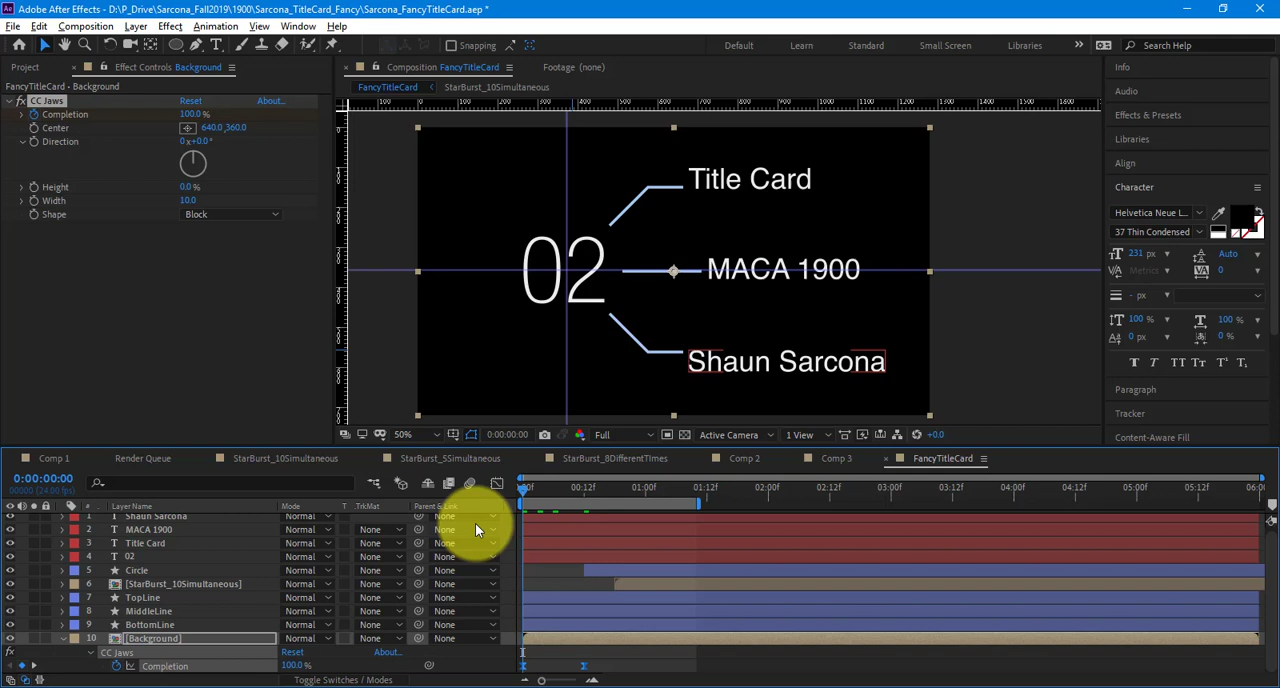 Adobe After Effects - D:\P_Drive\Sarcona_Fall2019\1900\Sarcona_TitleCard_Fancy\Sarcona_FancyTitleCard.aep *
File Edit Composition Layer Effect Animation View Window Help
Snapping Default Learn Standard Small Screen Libraries Search Help
Project Effect Controls Background Composition FancyTitleCard Footage (none) Info
FancyTitleCard • Background FancyTitleCard StarBurst_10Simultaneous Audio
fx CC Jaws Reset About...
Completion 100.0 % Effects & Presets
Center 640.0,360.0 Libraries
Direction 0x+0.0° Align
Height 0.0 % Character
Width 10.0
Shape Block
Title Card
02
MACA 1900
Shaun Sarcona
Helvetica Neue L...
37 Thin Condensed
231 px Auto
Metrics 0
- px
100 % 100 %
0 px 0 %
Paragraph
Tracker
Content-Aware Fill
50% 0:00:00:00 Full Active Camera 1 View +0.0
Comp 1 Render Queue StarBurst_10Simultaneous StarBurst_5Simultaneous StarBurst_8DifferentTImes Comp 2 Comp 3 FancyTitleCard
0:00:00:00
00000 (24.00 fps)
00:12f 01:00f 01:12f 02:00f 02:12f 03:00f 03:12f 04:00f 04:12f 05:00f 05:12f 06:00
# Layer Name Mode T .TrkMat Parent & Link
1 Shaun Sarcona Normal None
2 T MACA 1900 Normal None None
3 T Title Card Normal None None
4 T 02 Normal None None
5 Circle Normal None None
6 [StarBurst_10Simultaneous] Normal None None
7 TopLine Normal None None
8 MiddleLine Normal None None
9 BottomLine Normal None None
10 [Background] Normal None None
fx CC Jaws Reset About...
Completion 100.0 %
Toggle Switches / Modes